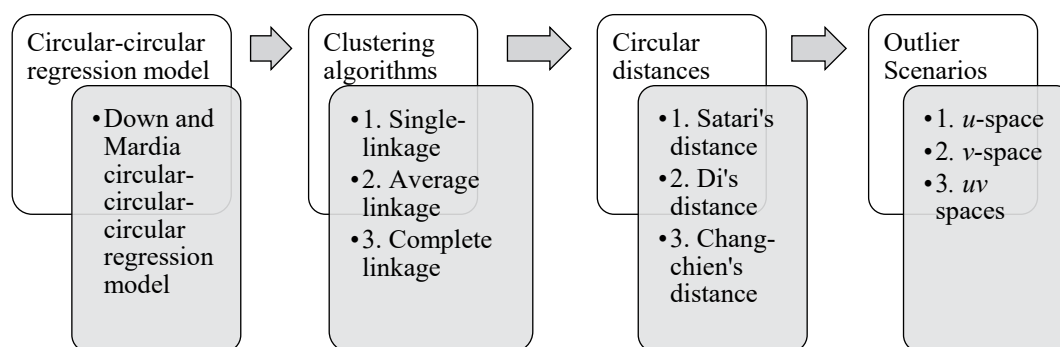 Circular-circular
regression model
•Down and
Mardia
circular-
circular-
circular
regression
model
Clustering
algorithms
•1. Single-
linkage
•2. Average
linkage
•3. Complete
linkage
Circular
distances
•1. Satari's
distance
•2. Di's
distance
•3. Chang-
chien's
distance
Outlier
Scenarios
•1. u-space
•2. v-space
•3. uv
spaces